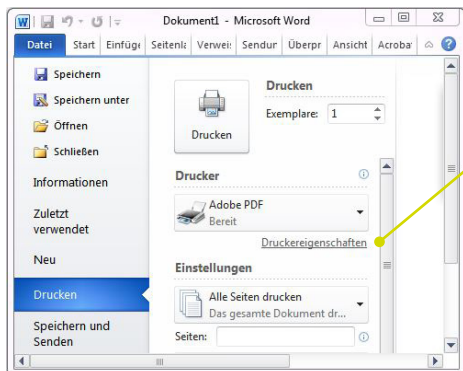 Dokument1 - Microsoft Word
Datei Start Einfüge Seitenla Verweis Sendun Überpr Ansicht Acroba
Speichern
Speichern unter
Öffnen
Schließen
Informationen
Zuletzt
verwendet
Neu
Drucken
Speichern und
Senden
Drucken
Drucken
Exemplare: 1
Drucker
Adobe PDF
Bereit
Druckereigenschaften
Einstellungen
Alle Seiten drucken
Das gesamte Dokument dr...
Seiten: